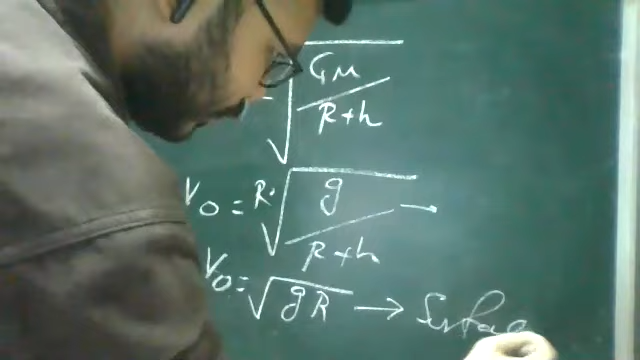 = √(GM/(R+h))
V₀ = R √(g/(R+h)) →
V₀ = √(gR) → Surface